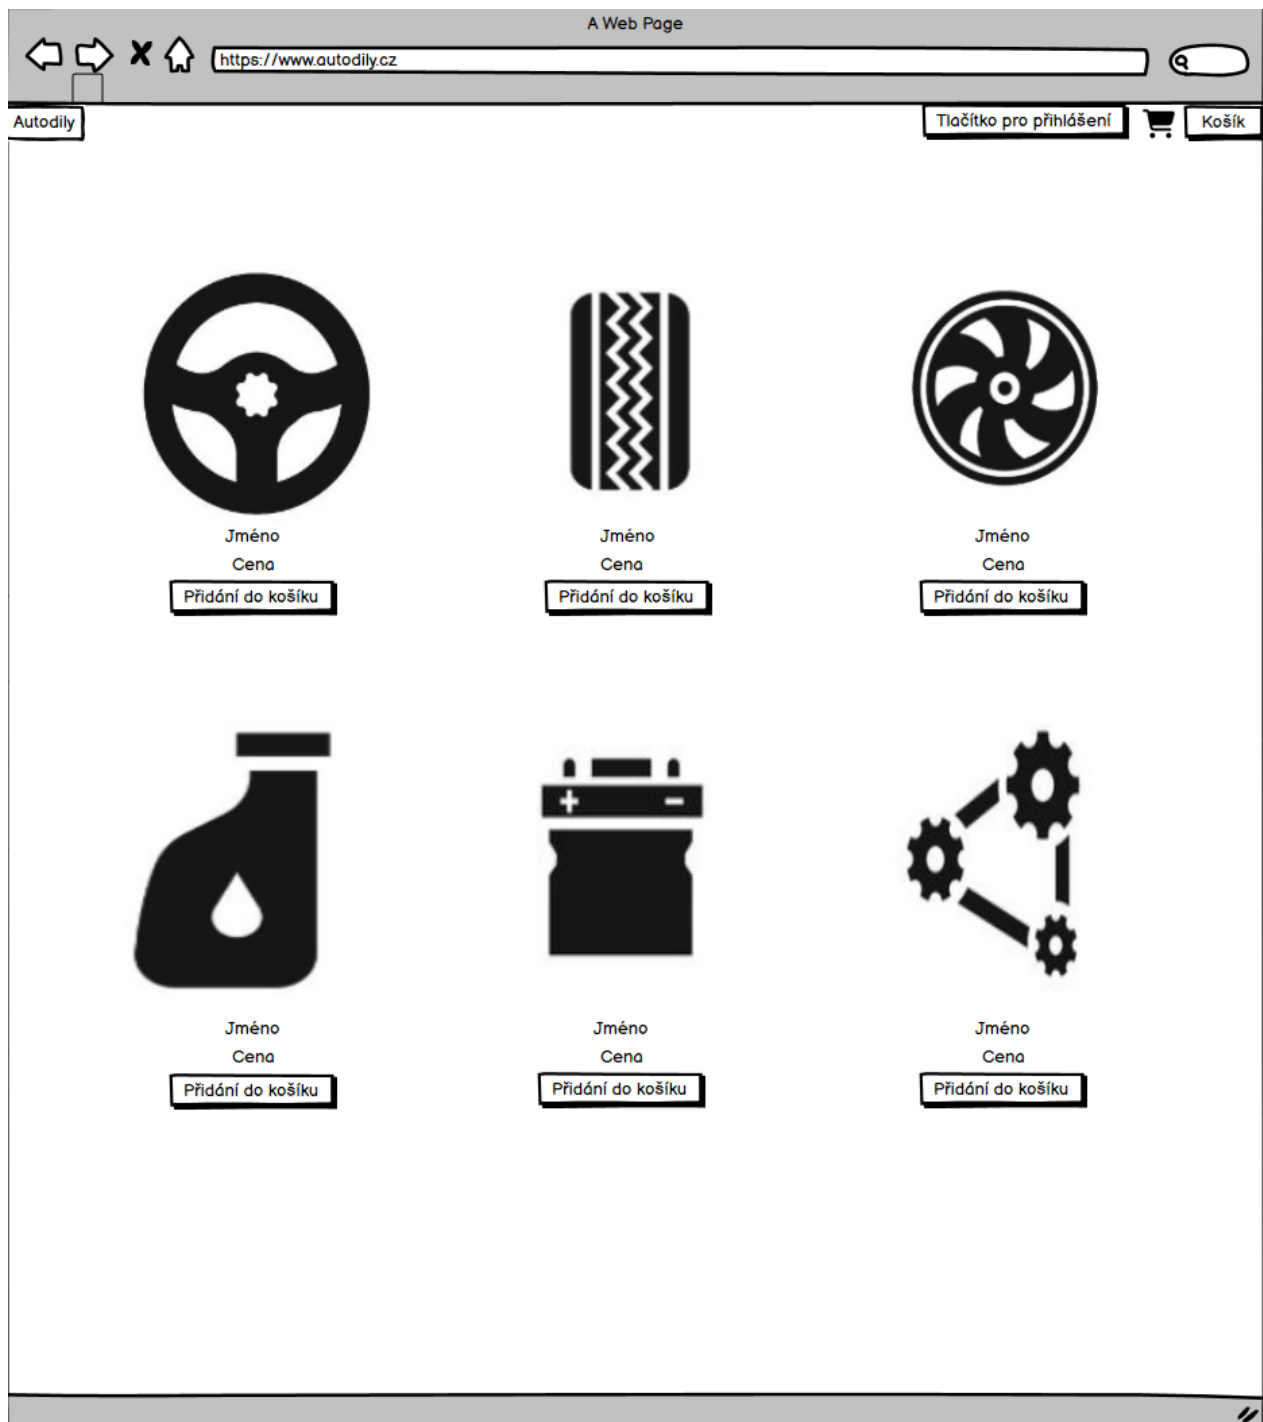 A Web Page
https://www.autodily.cz
Autodily
Tlačítko pro přihlášení
Košík
Jméno
Jméno
Jméno
Cena
Cena
Cena
Přidání do košíku
Přidání do košíku
Přidání do košíku
+ −
Jméno
Jméno
Jméno
Cena
Cena
Cena
Přidání do košíku
Přidání do košíku
Přidání do košíku